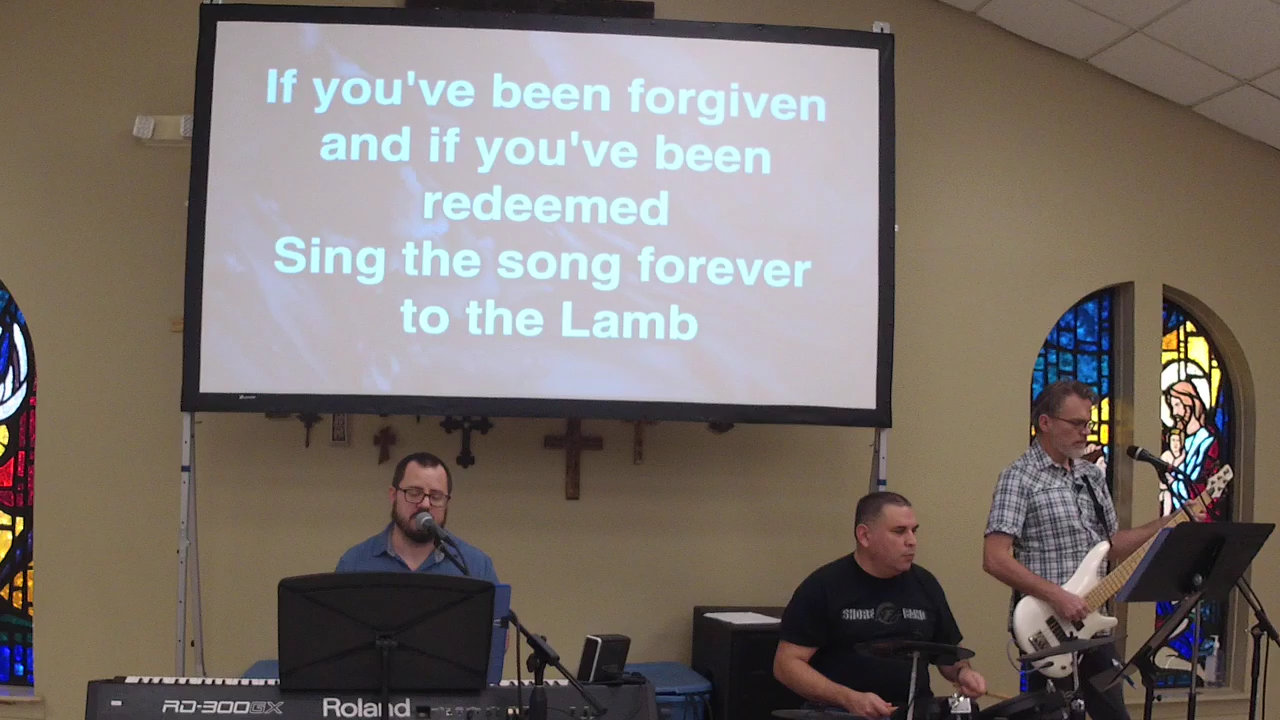 If you've been forgiven
and if you've been
redeemed
Sing the song forever
to the Lamb
RD-300GX
Roland